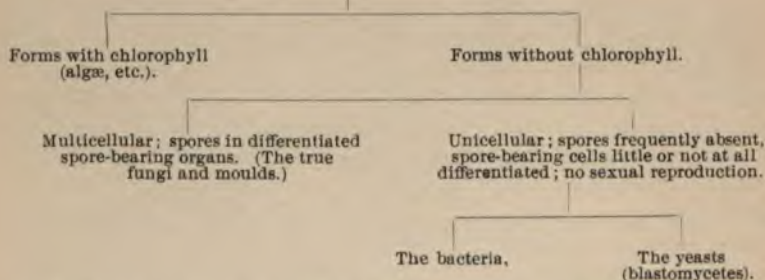 Forms with chlorophyll
(algæ, etc.).
Forms without chlorophyll.
Multicellular; spores in differentiated
spore-bearing organs. (The true
fungi and moulds.)
Unicellular; spores frequently absent,
spore-bearing cells little or not at all
differentiated; no sexual reproduction.
The bacteria,
The yeasts
(blastomycetes).